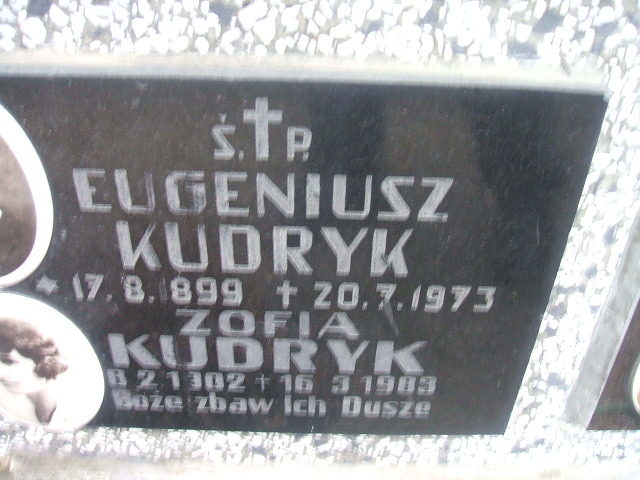 Ś. † P.
EUGENIUSZ
KUDRYK
* 17.8.1899 † 20.7.1973
ZOFIA
KUDRYK
6.2.1902 † 16.3.1983
Boże zbaw ich Dusze